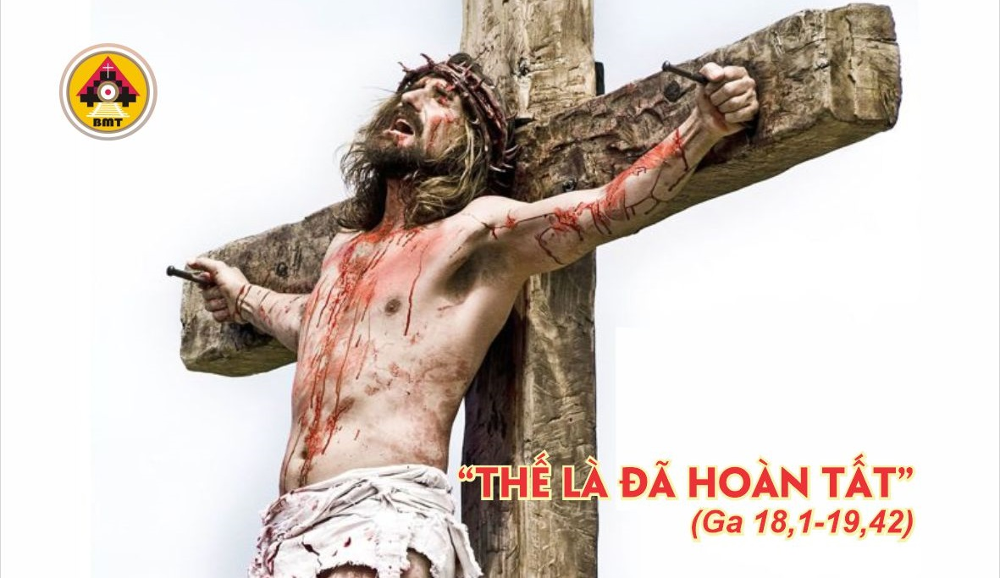 BMT
“THẾ LÀ ĐÃ HOÀN TẤT”
(Ga 18,1-19,42)